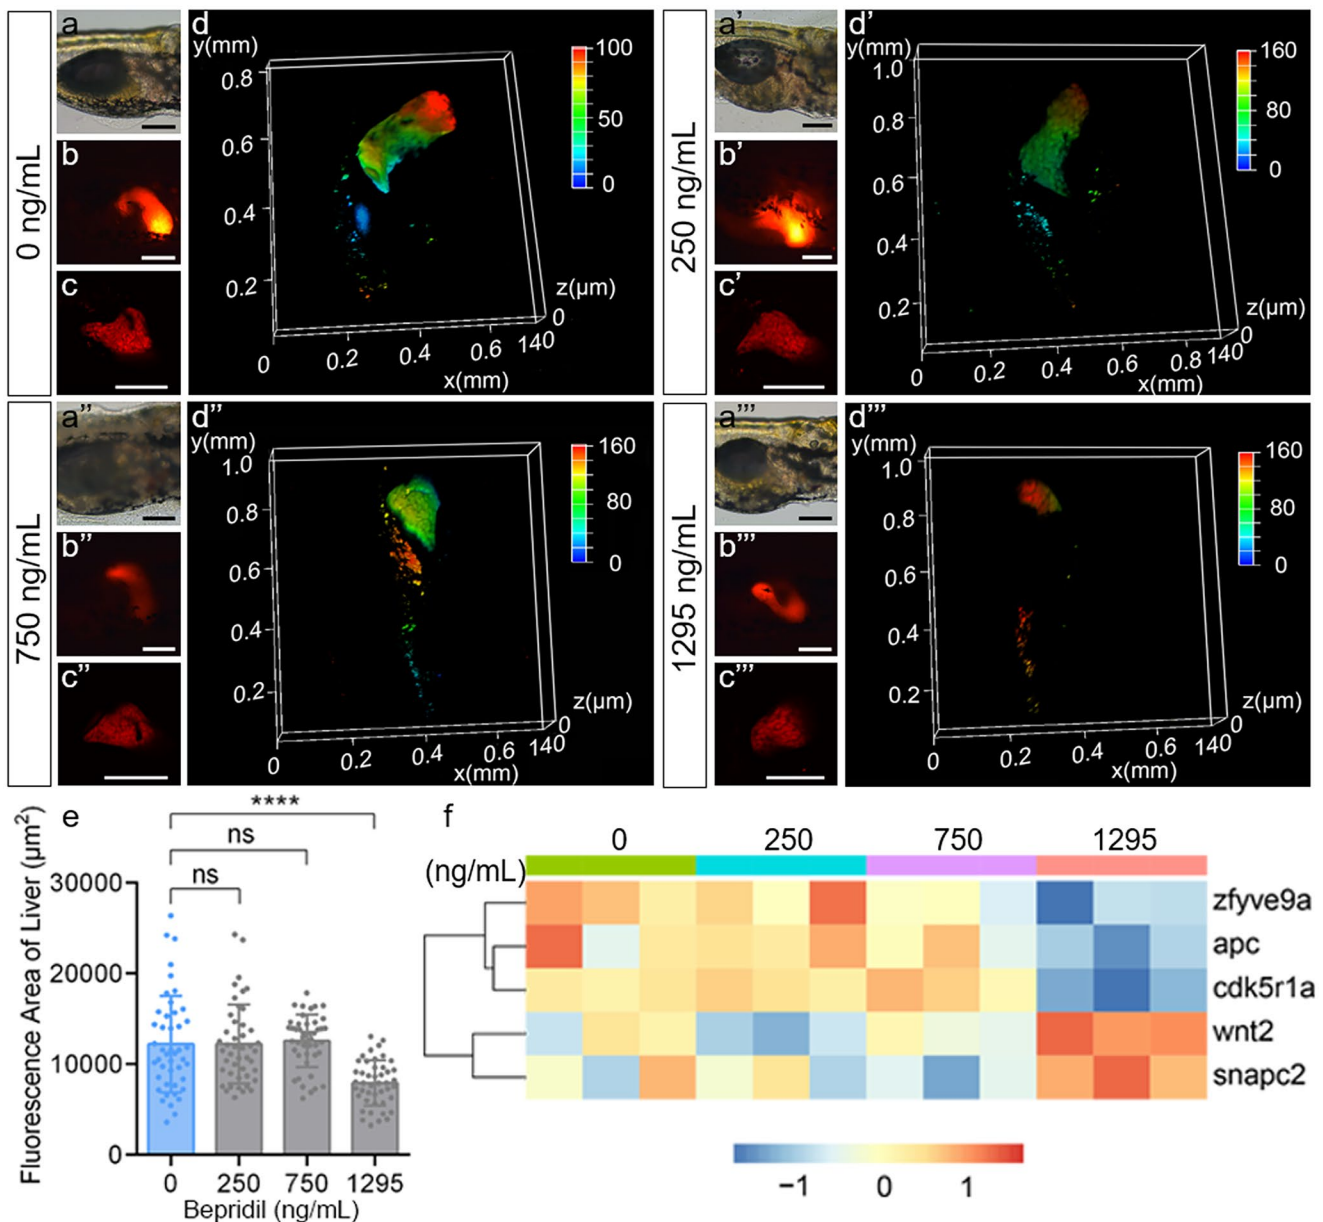 0 ng/mL
a
b
c
d
y(mm)
0.8
0.6
0.4
0.2
0
0.2
0.4
0.6
140
x(mm)
z(µm)
0
100
50
0
250 ng/mL
a'
b'
c'
d'
y(mm)
1.0
0.8
0.6
0.4
0.2
0
0.2
0.4
0.6
0.8
140
x(mm)
z(µm)
0
160
80
0
750 ng/mL
a''
b''
c''
d''
y(mm)
1.0
0.8
0.6
0.4
0.2
0
0.2
0.4
140
x(mm)
z(µm)
0
160
80
0
1295 ng/mL
a'''
b'''
c'''
d'''
y(mm)
1.0
0.8
0.6
0.4
0.2
0
0.2
0.4
0.6
140
x(mm)
z(µm)
0
160
80
0
e
Fluorescence Area of Liver (µm²)
30000
20000
10000
0
****
ns
ns
0 250 750 1295
Bepridil (ng/mL)
f
0 250 750 1295
(ng/mL)
zfyve9a
apc
cdk5r1a
wnt2
snapc2
−1 0 1